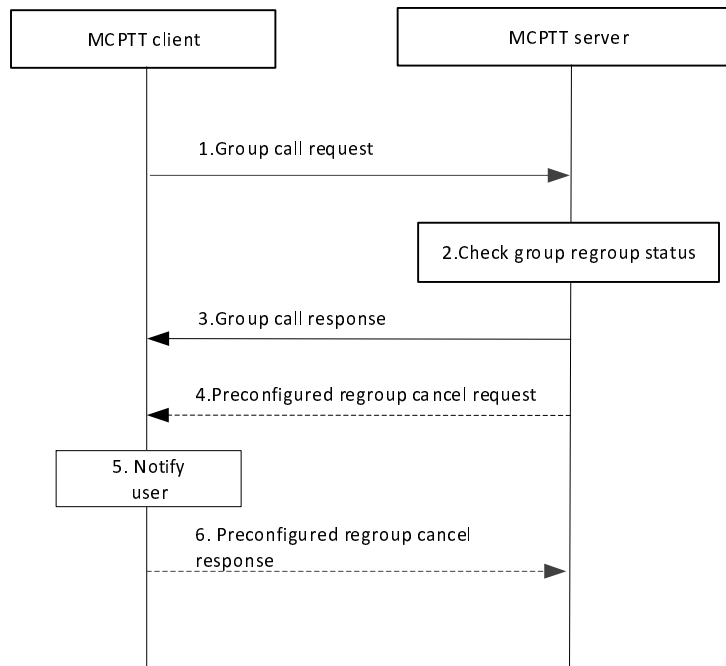 MCPTT client
MCPTT server
1.Group call request
2.Check group regroup status
3.Group call response
4.Preconfigured regroup cancel request
5. Notify
user
6. Preconfigured regroup cancel
response